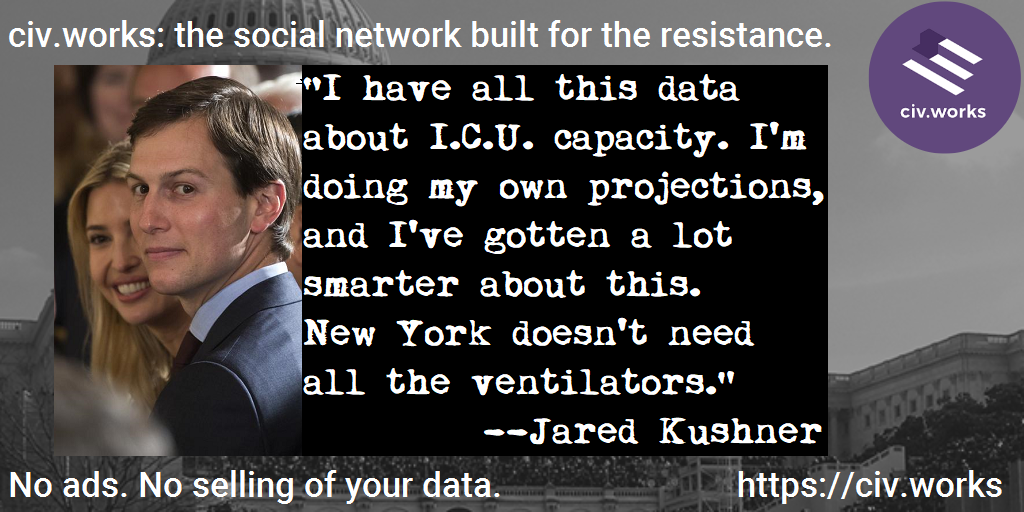 civ.works: the social network built for the resistance.
civ.works
"I have all this data
about I.C.U. capacity. I'm
doing my own projections,
and I've gotten a lot
smarter about this.
New York doesn't need
all the ventilators."
--Jared Kushner
No ads. No selling of your data.
https://civ.works